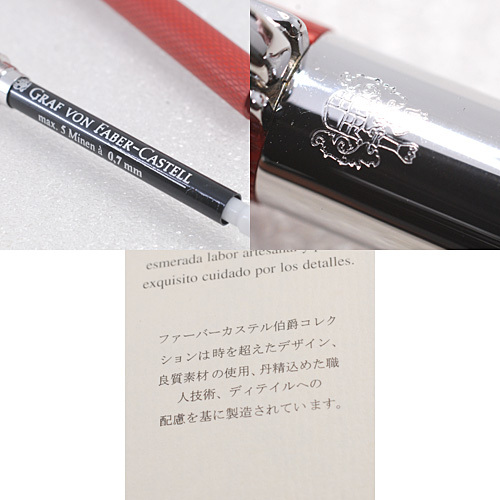 GRAF VON FABER-CASTELL
max. 5 Minen à 0,7 mm
esmerada labor artesanal y
exquisito cuidado por los detalles.
ファーバーカステル伯爵コレク
ションは時を超えたデザイン、
良質素材の使用、丹精込めた職
人技術、ディテイルへの
配慮を基に製造されています。